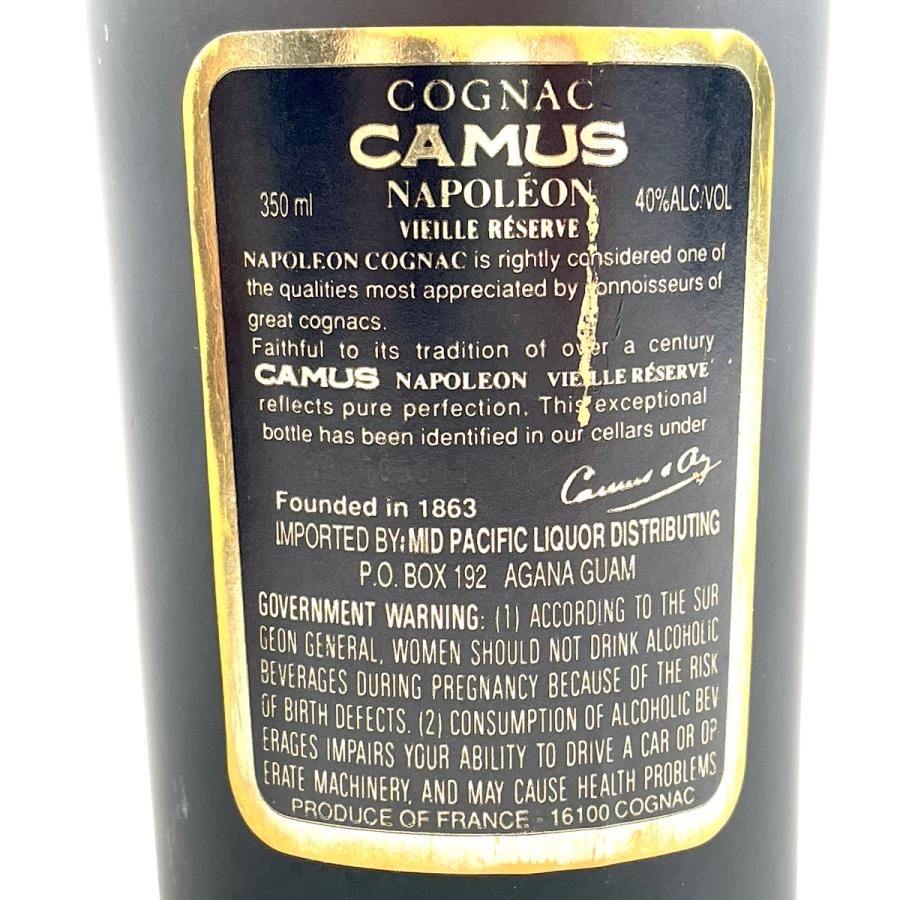 COGNAC
CAMUS
NAPOLÉON
350 ml 40%ALC/VOL
VIEILLE RÉSERVE
NAPOLEON COGNAC is rightly considered one of
the qualities most appreciated by connoisseurs of
great cognacs.
Faithful to its tradition of over a century
CAMUS NAPOLEON VIEILLE RÉSERVE
reflects pure perfection. This exceptional
bottle has been identified in our cellars under
Camus & Co
Founded in 1863
IMPORTED BY: MID PACIFIC LIQUOR DISTRIBUTING
P.O. BOX 192 AGANA GUAM
GOVERNMENT WARNING: (1) ACCORDING TO THE SUR
GEON GENERAL, WOMEN SHOULD NOT DRINK ALCOHOLIC
BEVERAGES DURING PREGNANCY BECAUSE OF THE RISK
OF BIRTH DEFECTS. (2) CONSUMPTION OF ALCOHOLIC BEV
ERAGES IMPAIRS YOUR ABILITY TO DRIVE A CAR OR OP
ERATE MACHINERY, AND MAY CAUSE HEALTH PROBLEMS
PRODUCE OF FRANCE - 16100 COGNAC